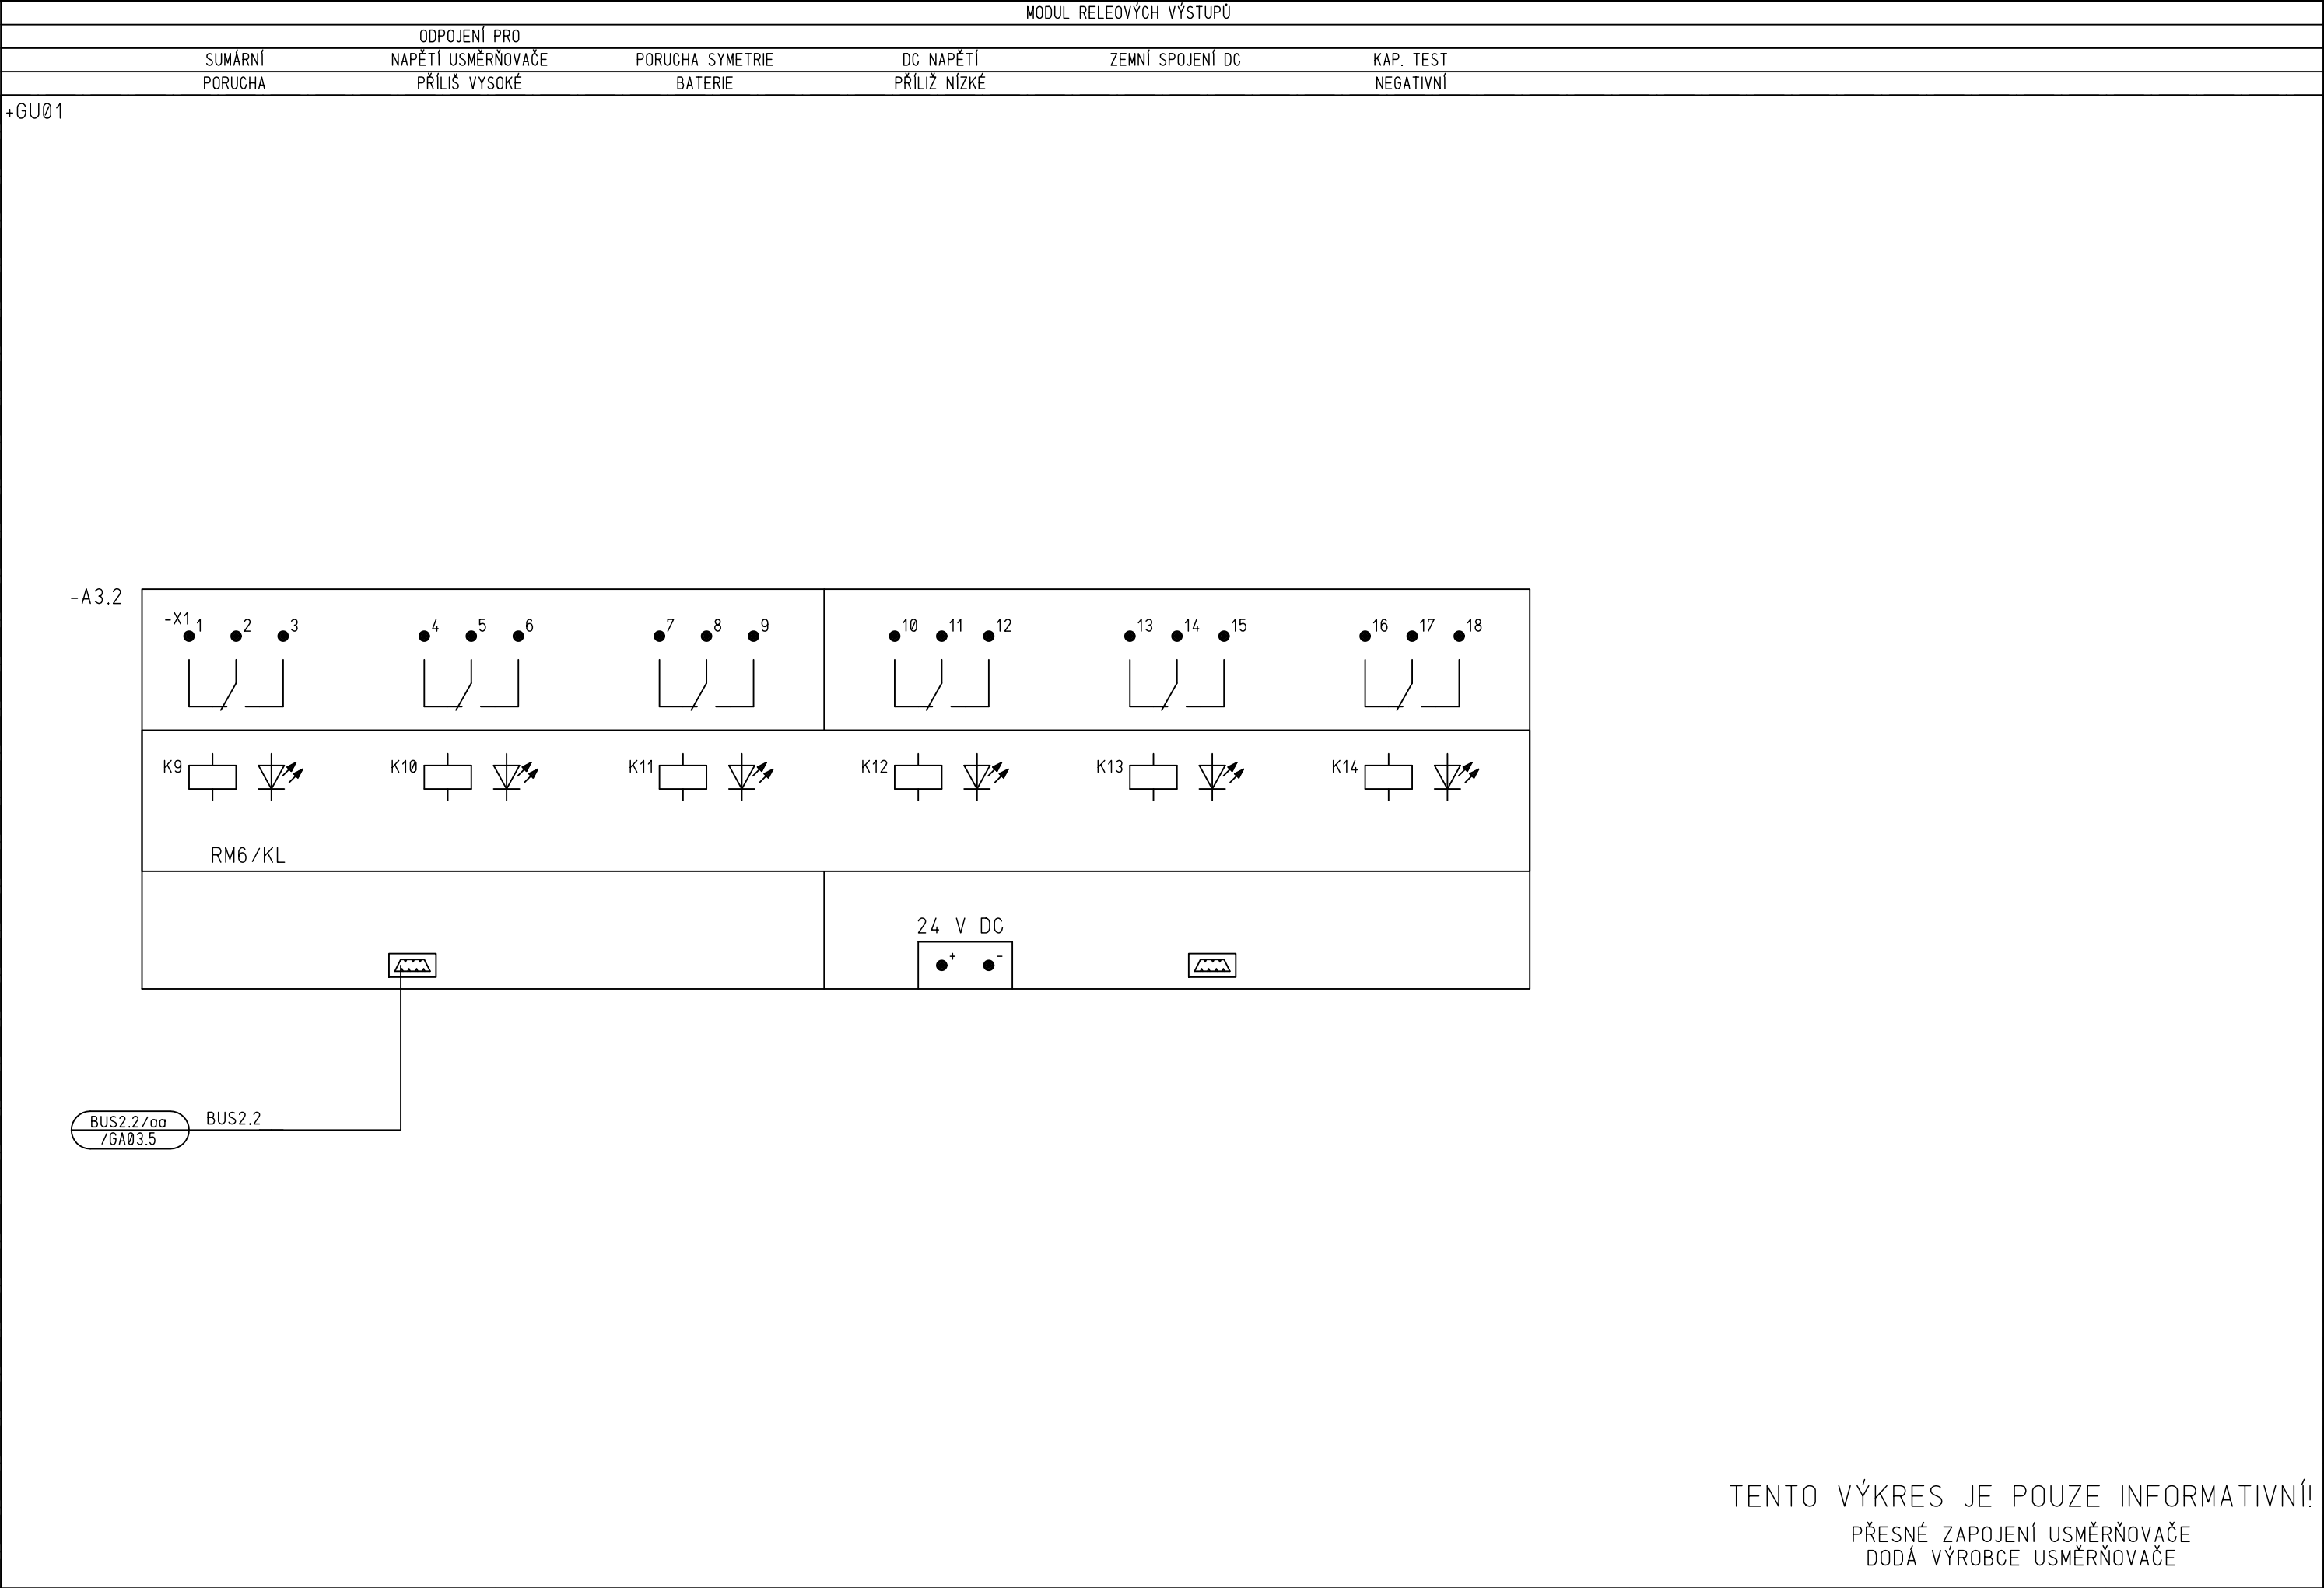 MODUL RELEOVÝCH VÝSTUPŮ
ODPOJENÍ PRO
SUMÁRNÍ NAPĚTÍ USMĚRŇOVAČE PORUCHA SYMETRIE DC NAPĚTÍ ZEMNÍ SPOJENÍ DC KAP. TEST
PORUCHA PŘÍLIŠ VYSOKÉ BATERIE PŘÍLIŽ NÍZKÉ NEGATIVNÍ
+GU01
-A3.2
-X1 1 2 3 4 5 6 7 8 9 10 11 12 13 14 15 16 17 18
K9 K10 K11 K12 K13 K14
RM6/KL
24 V DC
+ -
BUS2.2/aa BUS2.2
/GA03.5
TENTO VÝKRES JE POUZE INFORMATIVNÍ!
PŘESNÉ ZAPOJENÍ USMĚRŇOVAČE
DODÁ VÝROBCE USMĚRŇOVAČE